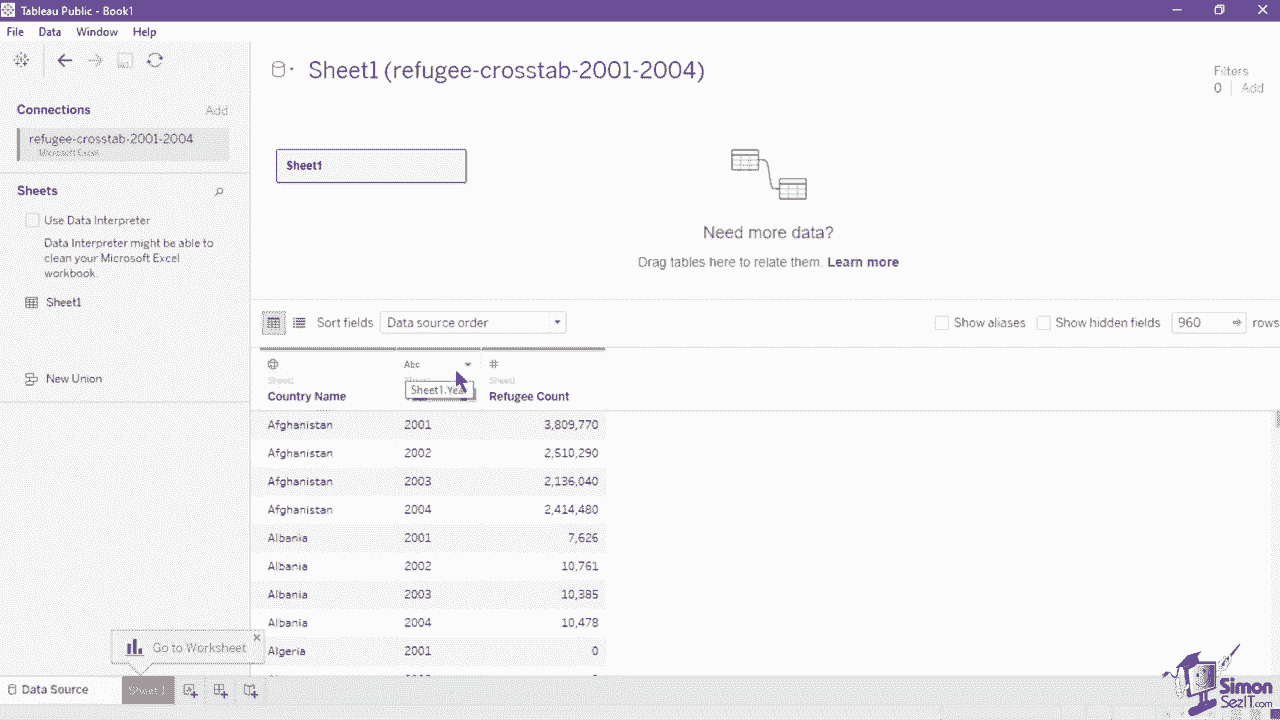 Tableau Public - Book1
File Data Window Help
Connections Add
refugee-crosstab-2001-2004
Microsoft Excel
Sheets
Use Data Interpreter
Data Interpreter might be able to
clean your Microsoft Excel
workbook.
Sheet1
New Union
Sheet1 (refugee-crosstab-2001-2004)
Filters
0 Add
Sheet1
Need more data?
Drag tables here to relate them. Learn more
Sort fields Data source order Show aliases Show hidden fields 960 rows
Abc #
Sheet1 Sheet1
Sheet1.Year
Country Name Refugee Count
Afghanistan 2001 3,809,770
Afghanistan 2002 2,510,290
Afghanistan 2003 2,136,040
Afghanistan 2004 2,414,480
Albania 2001 7,626
Albania 2002 10,761
Albania 2003 10,385
Albania 2004 10,478
Algeria 2001 0
Go to Worksheet
Data Source Sheet 1
Simon
SezIT.com